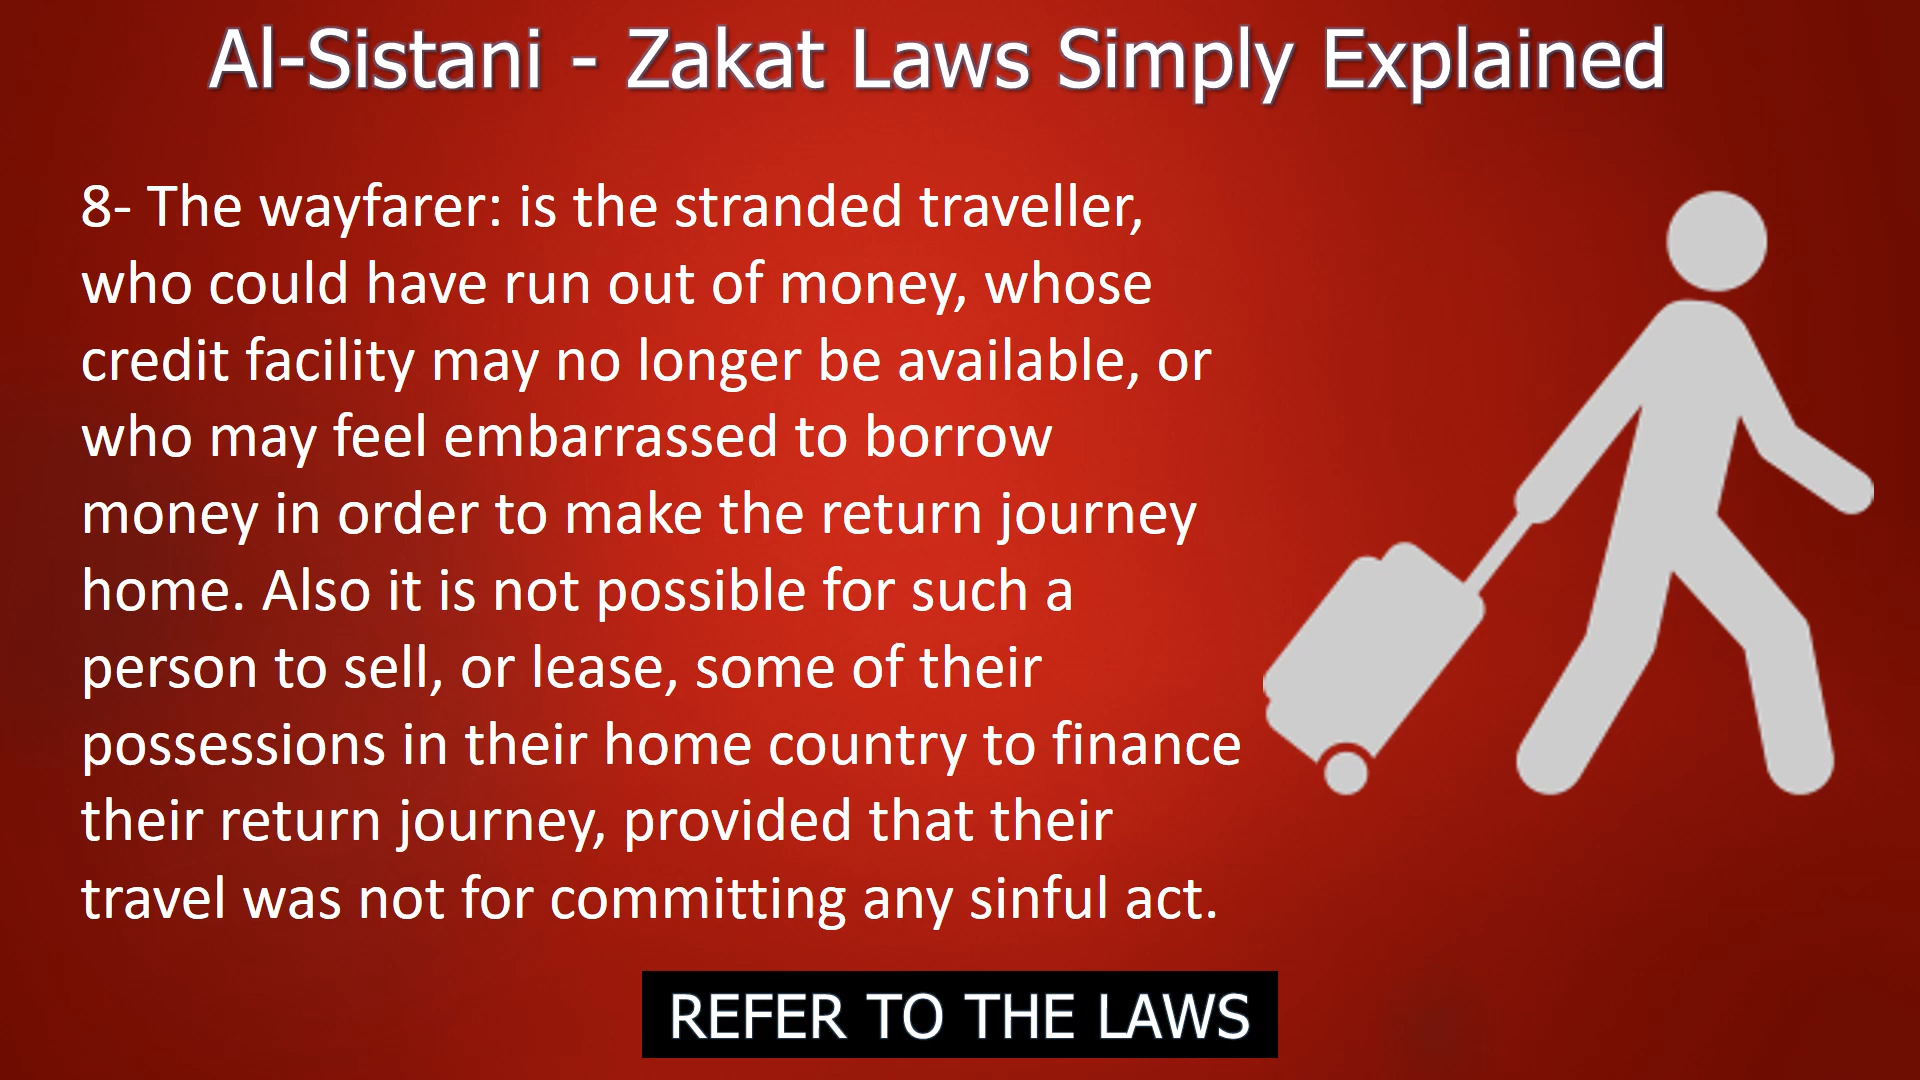 Al-Sistani - Zakat Laws Simply Explained
8- The wayfarer: is the stranded traveller,
who could have run out of money, whose
credit facility may no longer be available, or
who may feel embarrassed to borrow
money in order to make the return journey
home. Also it is not possible for such a
person to sell, or lease, some of their
possessions in their home country to finance
their return journey, provided that their
travel was not for committing any sinful act.
REFER TO THE LAWS